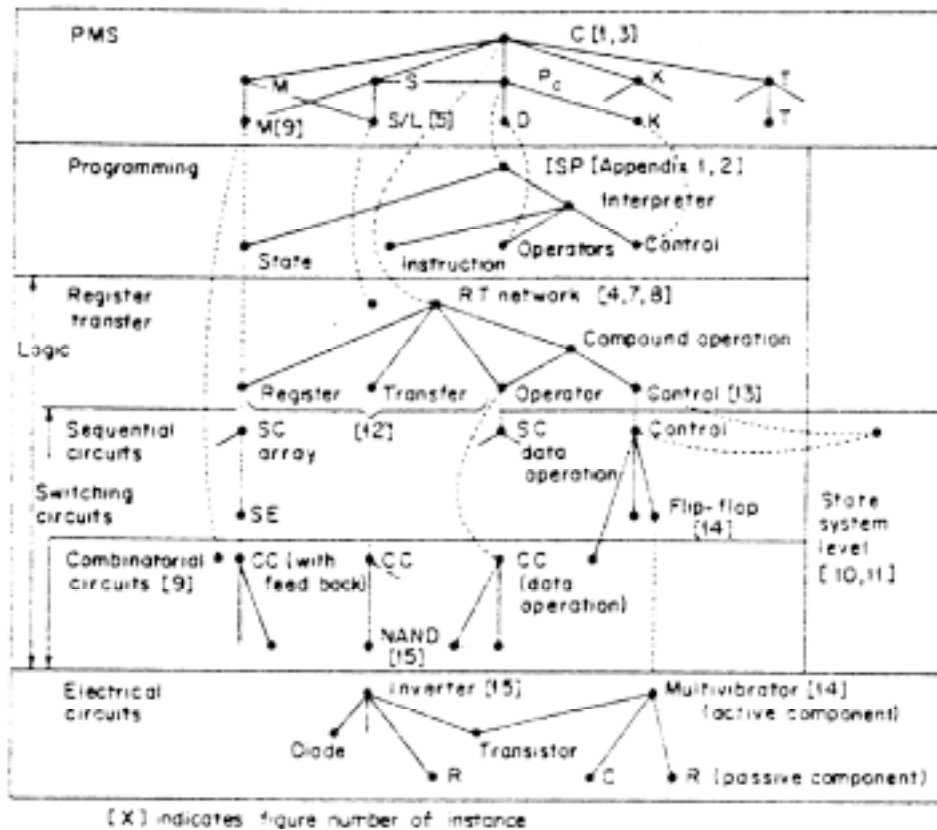 PMS
C [1,3]
M S Pc K T
M[9] S/L [5] D K T
Programming
ISP [Appendix 1, 2]
Interpreter
State Instruction Operators Control
Register transfer
RT network [4,7,8]
Logic
Compound operation
Register Transfer Operator Control [13]
[12]
Sequential circuits
SC array
SC data operation
Control
Switching circuits
SE
Flip-flop [14]
State system level [10,11]
Combinatorial circuits [9]
CC (with feed back)
CC
CC (data operation)
NAND [15]
Electrical circuits
Inverter [15]
Multivibrator [14]
(active component)
Diode Transistor
R C R (passive component)
[X] indicates figure number of instance